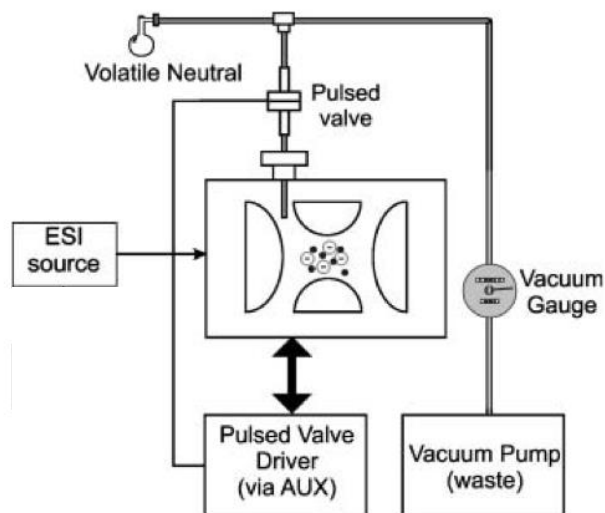 Volatile Neutral
Pulsed
valve
ESI
source
Vacuum
Gauge
Pulsed Valve
Driver
(via AUX)
Vacuum Pump
(waste)